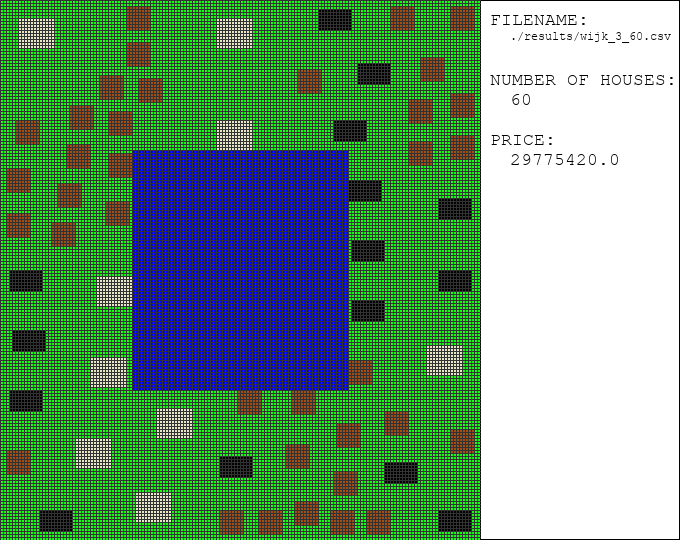 FILENAME:
./results/wijk_3_60.csv
NUMBER OF HOUSES:
60
PRICE:
29775420.0